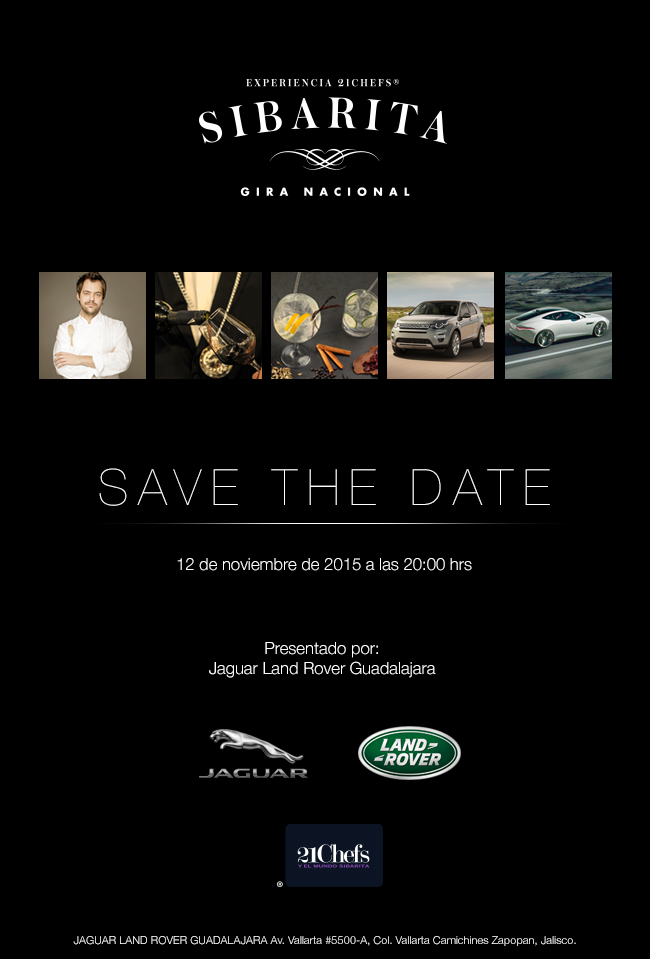 EXPERIENCIA 21CHEFS®
SIBARITA
GIRA NACIONAL
SAVE THE DATE
12 de noviembre de 2015 a las 20:00 hrs
Presentado por:
Jaguar Land Rover Guadalajara
JAGUAR
LAND
ROVER
21Chefs
Y EL MUNDO SIBARITA
®
JAGUAR LAND ROVER GUADALAJARA Av. Vallarta #5500-A, Col. Vallarta Camichines Zapopan, Jalisco.